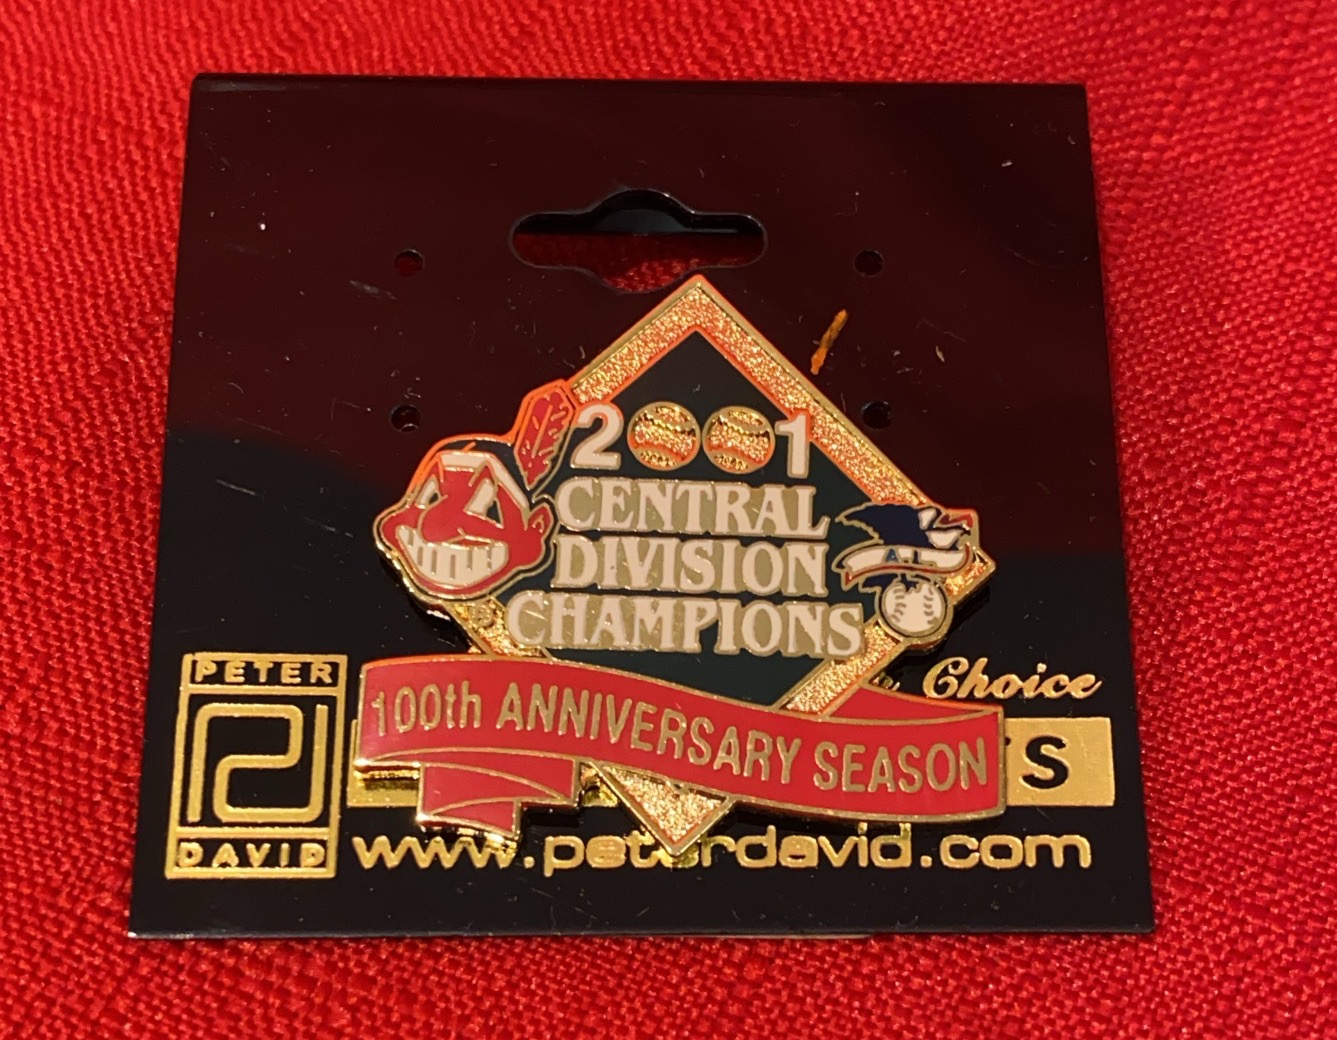 2001
CENTRAL
DIVISION
CHAMPIONS
100th ANNIVERSARY SEASON
PETER
DAVID
Choice
S
www.peterdavid.com